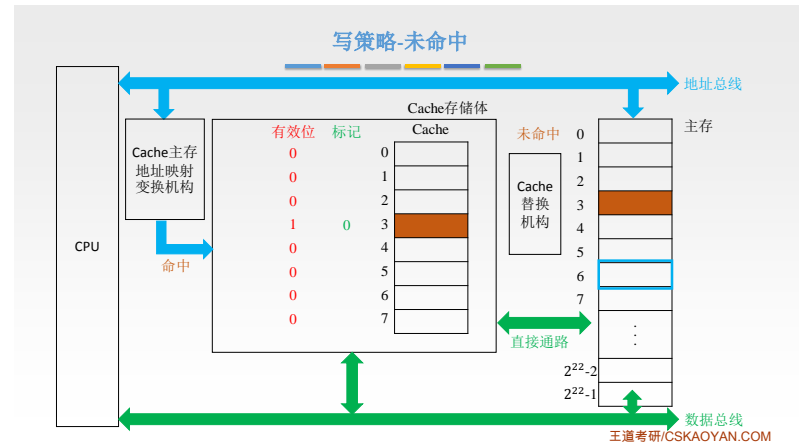 写策略-未命中
地址总线
Cache存储体
有效位 标记 Cache
未命中
主存
Cache主存
地址映射
变换机构
命中
CPU
0 0
0 1
0 2
1 0 3
0 4
0 5
0 6
0 7
Cache
替换
机构
直接通路
0
1
2
3
4
5
6
7
⋮
2²²-2
2²²-1
数据总线
王道考研/CSKAOYAN.COM